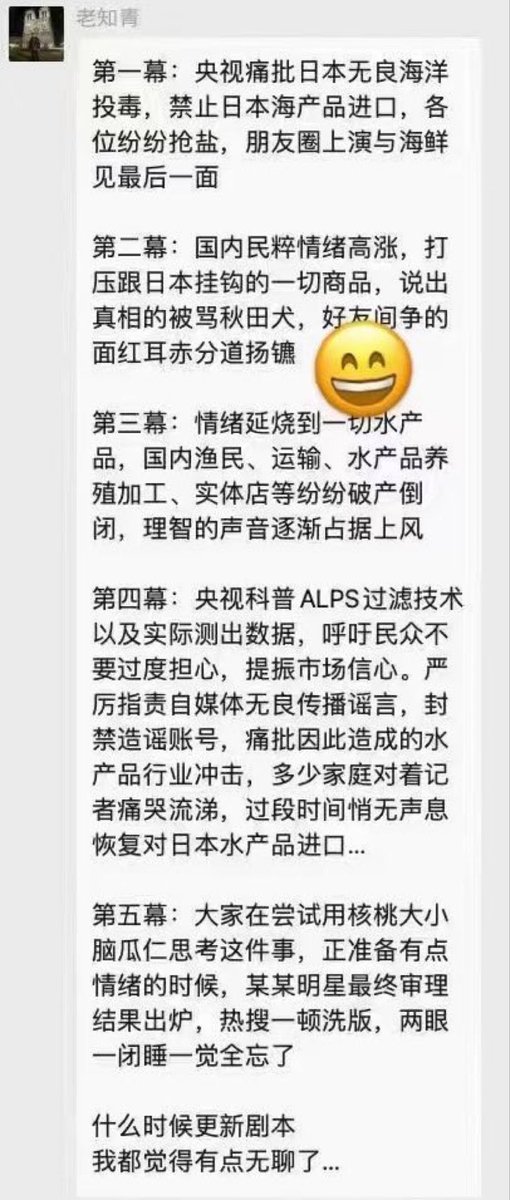 老知青
第一幕：央视痛批日本无良海洋
投毒，禁止日本海产品进口，各
位纷纷抢盐，朋友圈上演与海鲜
见最后一面
第二幕：国内民粹情绪高涨，打
压跟日本挂钩的一切商品，说出
真相的被骂秋田犬，好友间争的
面红耳赤分道扬镳
第三幕：情绪延烧到一切水产
品，国内渔民、运输、水产品养
殖加工、实体店等纷纷破产倒
闭，理智的声音逐渐占据上风
第四幕：央视科普ALPS过滤技术
以及实际测出数据，呼吁民众不
要过度担心，提振市场信心。严
厉指责自媒体无良传播谣言，封
禁造谣账号，痛批因此造成的水
产品行业冲击，多少家庭对着记
者痛哭流涕，过段时间悄无声息
恢复对日本水产品进口...
第五幕：大家在尝试用核桃大小
脑瓜仁思考这件事，正准备有点
情绪的时候，某某明星最终审理
结果出炉，热搜一顿洗版，两眼
一闭睡一觉全忘了
什么时候更新剧本
我都觉得有点无聊了...